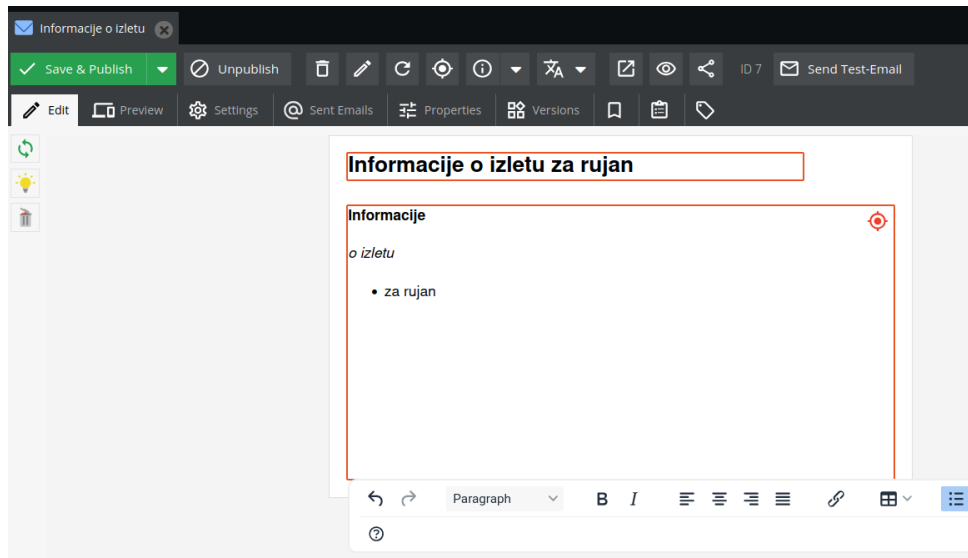 Informacije o izletu
Save & Publish Unpublish ID 7 Send Test-Email
Edit Preview Settings Sent Emails Properties Versions
Informacije o izletu za rujan
Informacije
o izletu
• za rujan
Paragraph B I